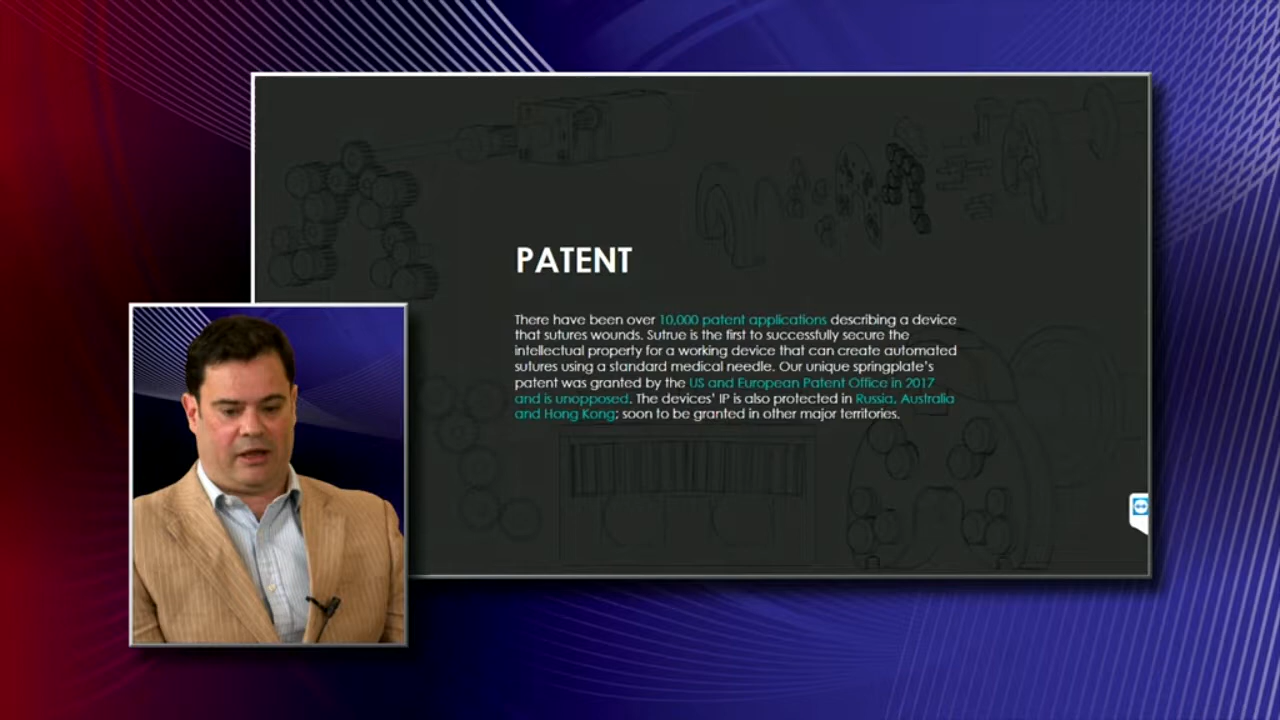 PATENT
There have been over 10,000 patent applications describing a device
that sutures wounds. Sutrue is the first to successfully secure the
intellectual property for a working device that can create automated
sutures using a standard medical needle. Our unique springplate's
patent was granted by the US and European Patent Office in 2017
and is unopposed. The devices' IP is also protected in Russia, Australia
and Hong Kong; soon to be granted in other major territories.